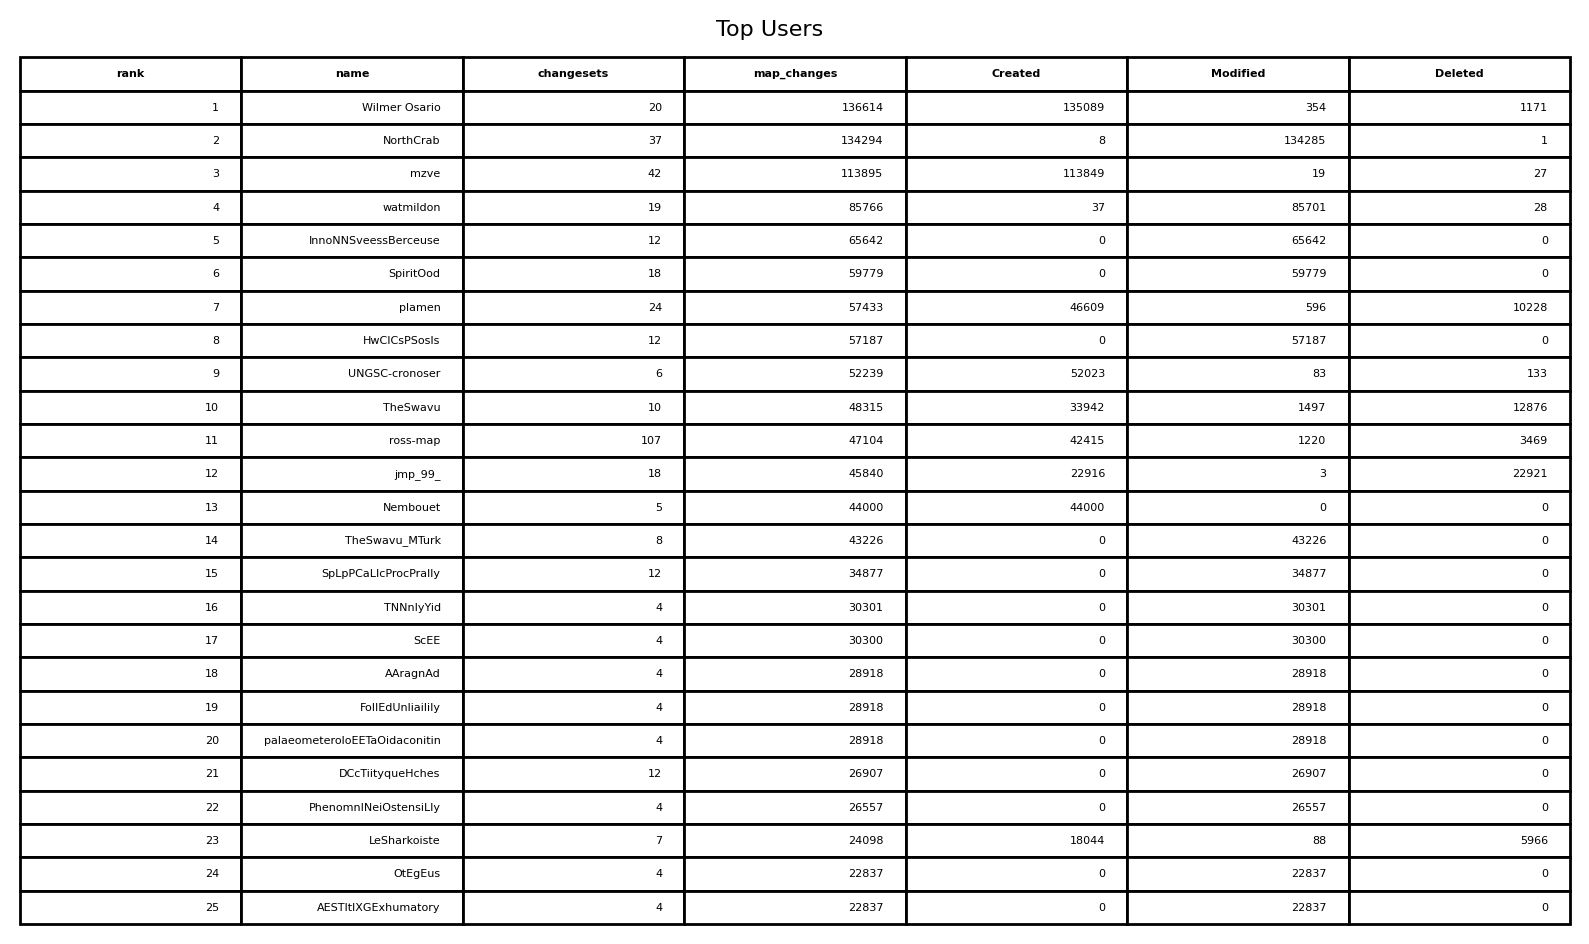 Top Users
rank name changesets map_changes Created Modified Deleted
1 Wilmer Osario 20 136614 135089 354 1171
2 NorthCrab 37 134294 8 134285 1
3 mzve 42 113895 113849 19 27
4 watmildon 19 85766 37 85701 28
5 InnoNNSveessBerceuse 12 65642 0 65642 0
6 SpiritOod 18 59779 0 59779 0
7 plamen 24 57433 46609 596 10228
8 HwClCsPSosls 12 57187 0 57187 0
9 UNGSC-cronoser 6 52239 52023 83 133
10 TheSwavu 10 48315 33942 1497 12876
11 ross-map 107 47104 42415 1220 3469
12 jmp_99_ 18 45840 22916 3 22921
13 Nembouet 5 44000 44000 0 0
14 TheSwavu_MTurk 8 43226 0 43226 0
15 SpLpPCaLlcProcPrally 12 34877 0 34877 0
16 TNNnlyYid 4 30301 0 30301 0
17 ScEE 4 30300 0 30300 0
18 AAragnAd 4 28918 0 28918 0
19 FollEdUnliailily 4 28918 0 28918 0
20 palaeometeroloEETaOidaconitin 4 28918 0 28918 0
21 DCcTiityqueHches 12 26907 0 26907 0
22 PhenomnlNeiOstensiLly 4 26557 0 26557 0
23 LeSharkoiste 7 24098 18044 88 5966
24 OtEgEus 4 22837 0 22837 0
25 AESTItIXGExhumatory 4 22837 0 22837 0